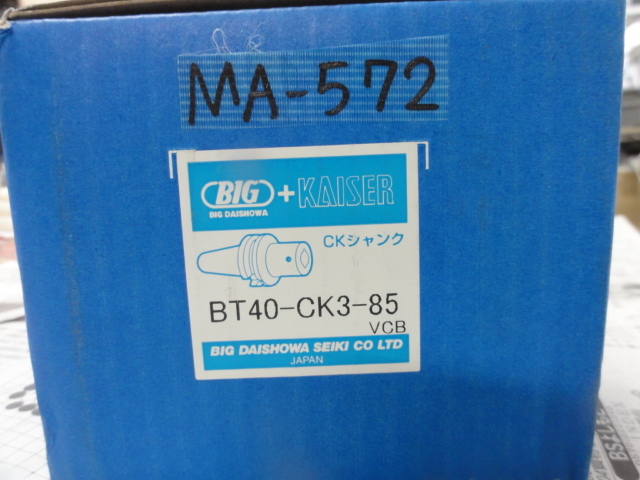 MA-572
BIG+KAISER
BIG DAISHOWA
CKシャンク
BT40-CK3-85
VCB
BIG DAISHOWA SEIKI CO LTD
JAPAN